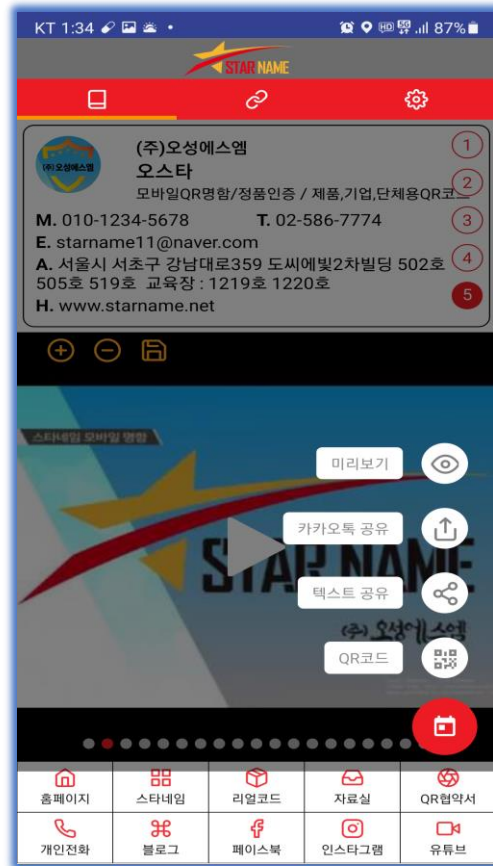 KT 1:34
HD 5G 87%
STAR NAME
(주)오성에스엠
(주)오성에스엠
오스타
모바일QR명함/정품인증 / 제품,기업,단체용QR코드
M. 010-1234-5678 T. 02-586-7774
E. starname11@naver.com
A. 서울시 서초구 강남대로359 도씨에빛2차빌딩 502호
505호 519호 교육장 : 1219호 1220호
H. www.starname.net
1
2
3
4
5
스타네임 모바일 명함
미리보기
카카오톡 공유
STAR NAME
텍스트 공유
(주) 오성에스엠
QR코드
홈페이지 스타네임 리얼코드 자료실 QR협약서
개인전화 블로그 페이스북 인스타그램 유튜브